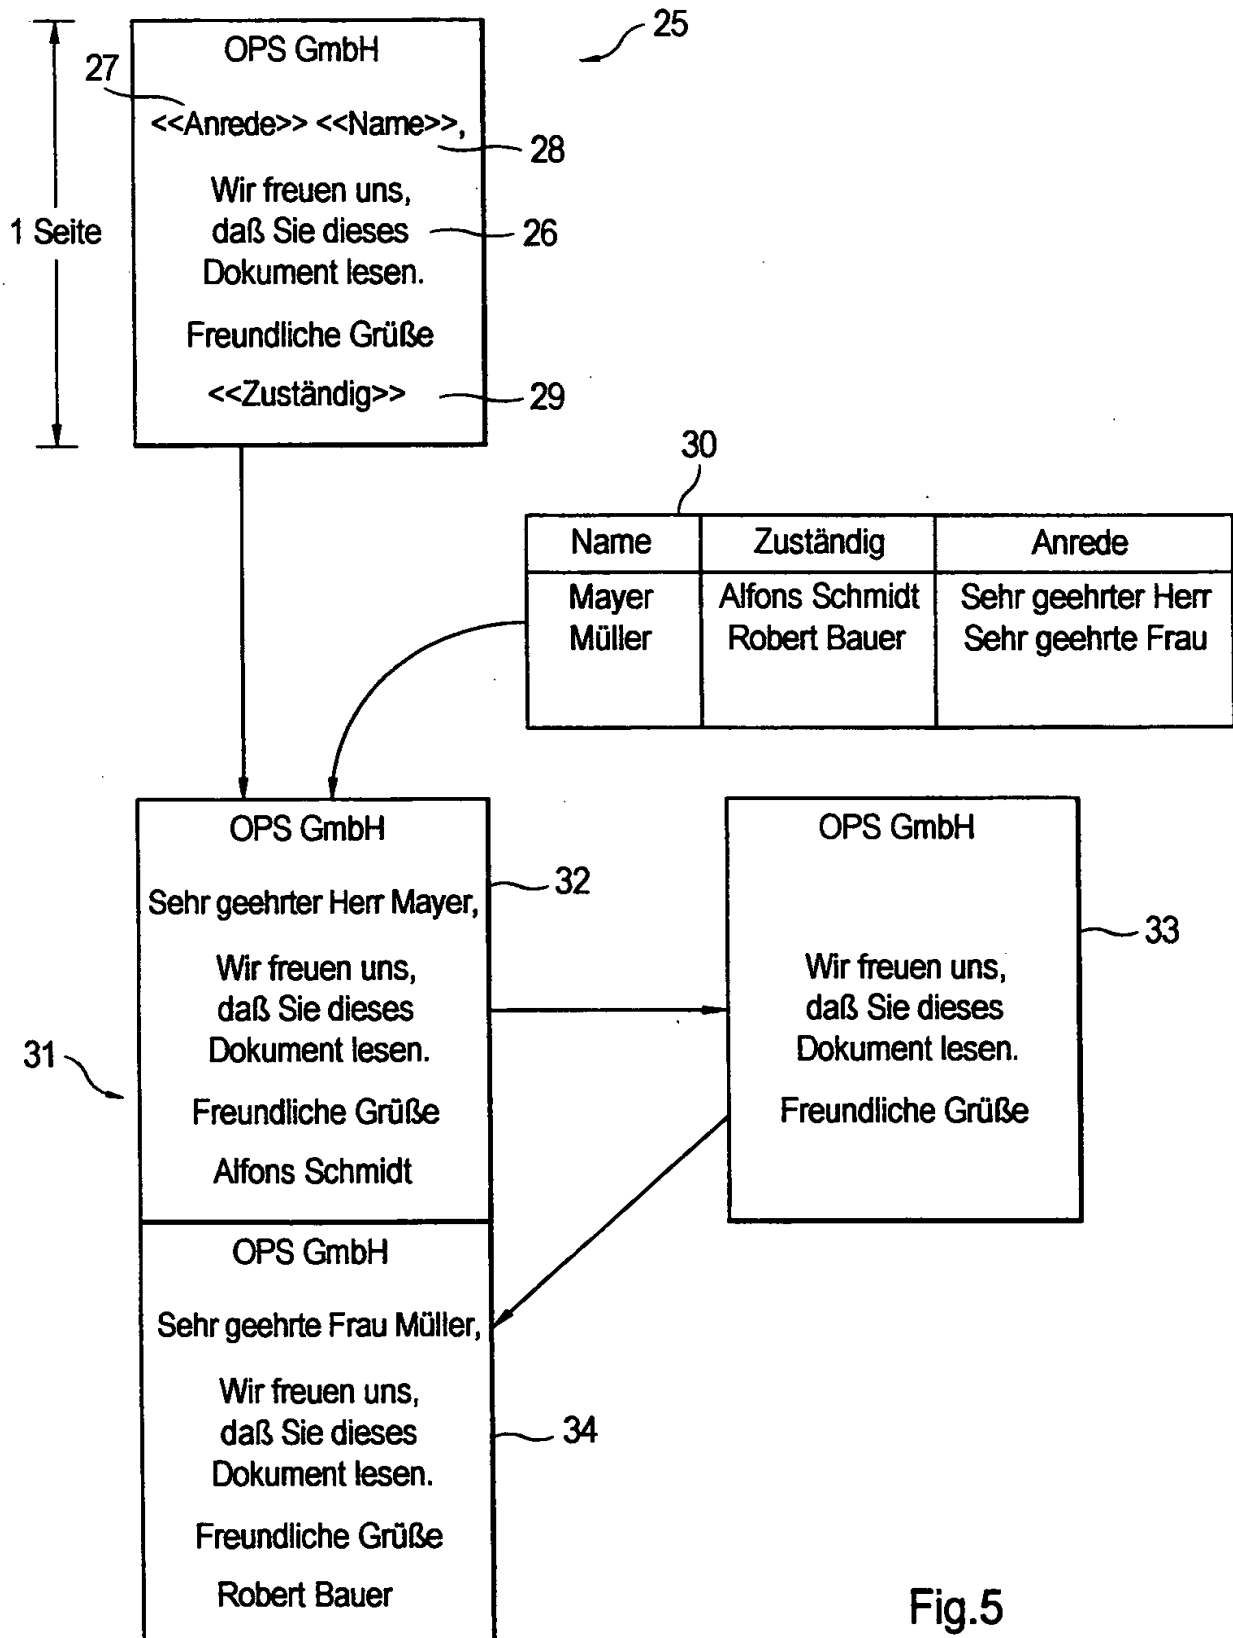 25
OPS GmbH
27
<<Anrede>> <<Name>>,
28
Wir freuen uns,
daß Sie dieses
Dokument lesen.
26
1 Seite
Freundliche Grüße
<<Zuständig>>
29
30
Name Zuständig Anrede
Mayer Alfons Schmidt Sehr geehrter Herr
Müller Robert Bauer Sehr geehrte Frau
OPS GmbH
32
Sehr geehrter Herr Mayer,
Wir freuen uns,
daß Sie dieses
Dokument lesen.
31
Freundliche Grüße
Alfons Schmidt
OPS GmbH
33
Wir freuen uns,
daß Sie dieses
Dokument lesen.
Freundliche Grüße
OPS GmbH
Sehr geehrte Frau Müller,
Wir freuen uns,
daß Sie dieses
Dokument lesen.
34
Freundliche Grüße
Robert Bauer
Fig.5